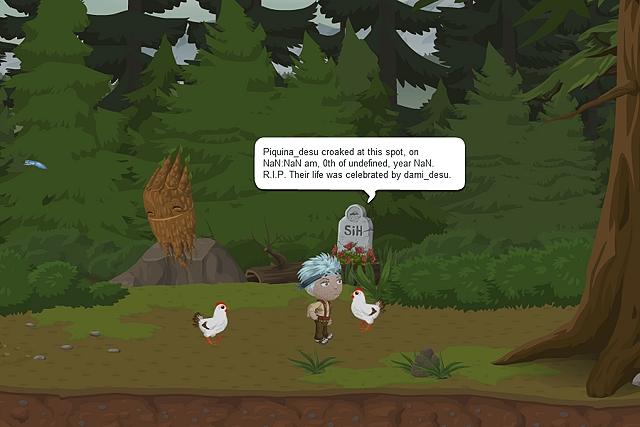 Piquina_desu croaked at this spot, on
NaN:NaN am, 0th of undefined, year NaN.
R.I.P. Their life was celebrated by dami_desu.
SiH